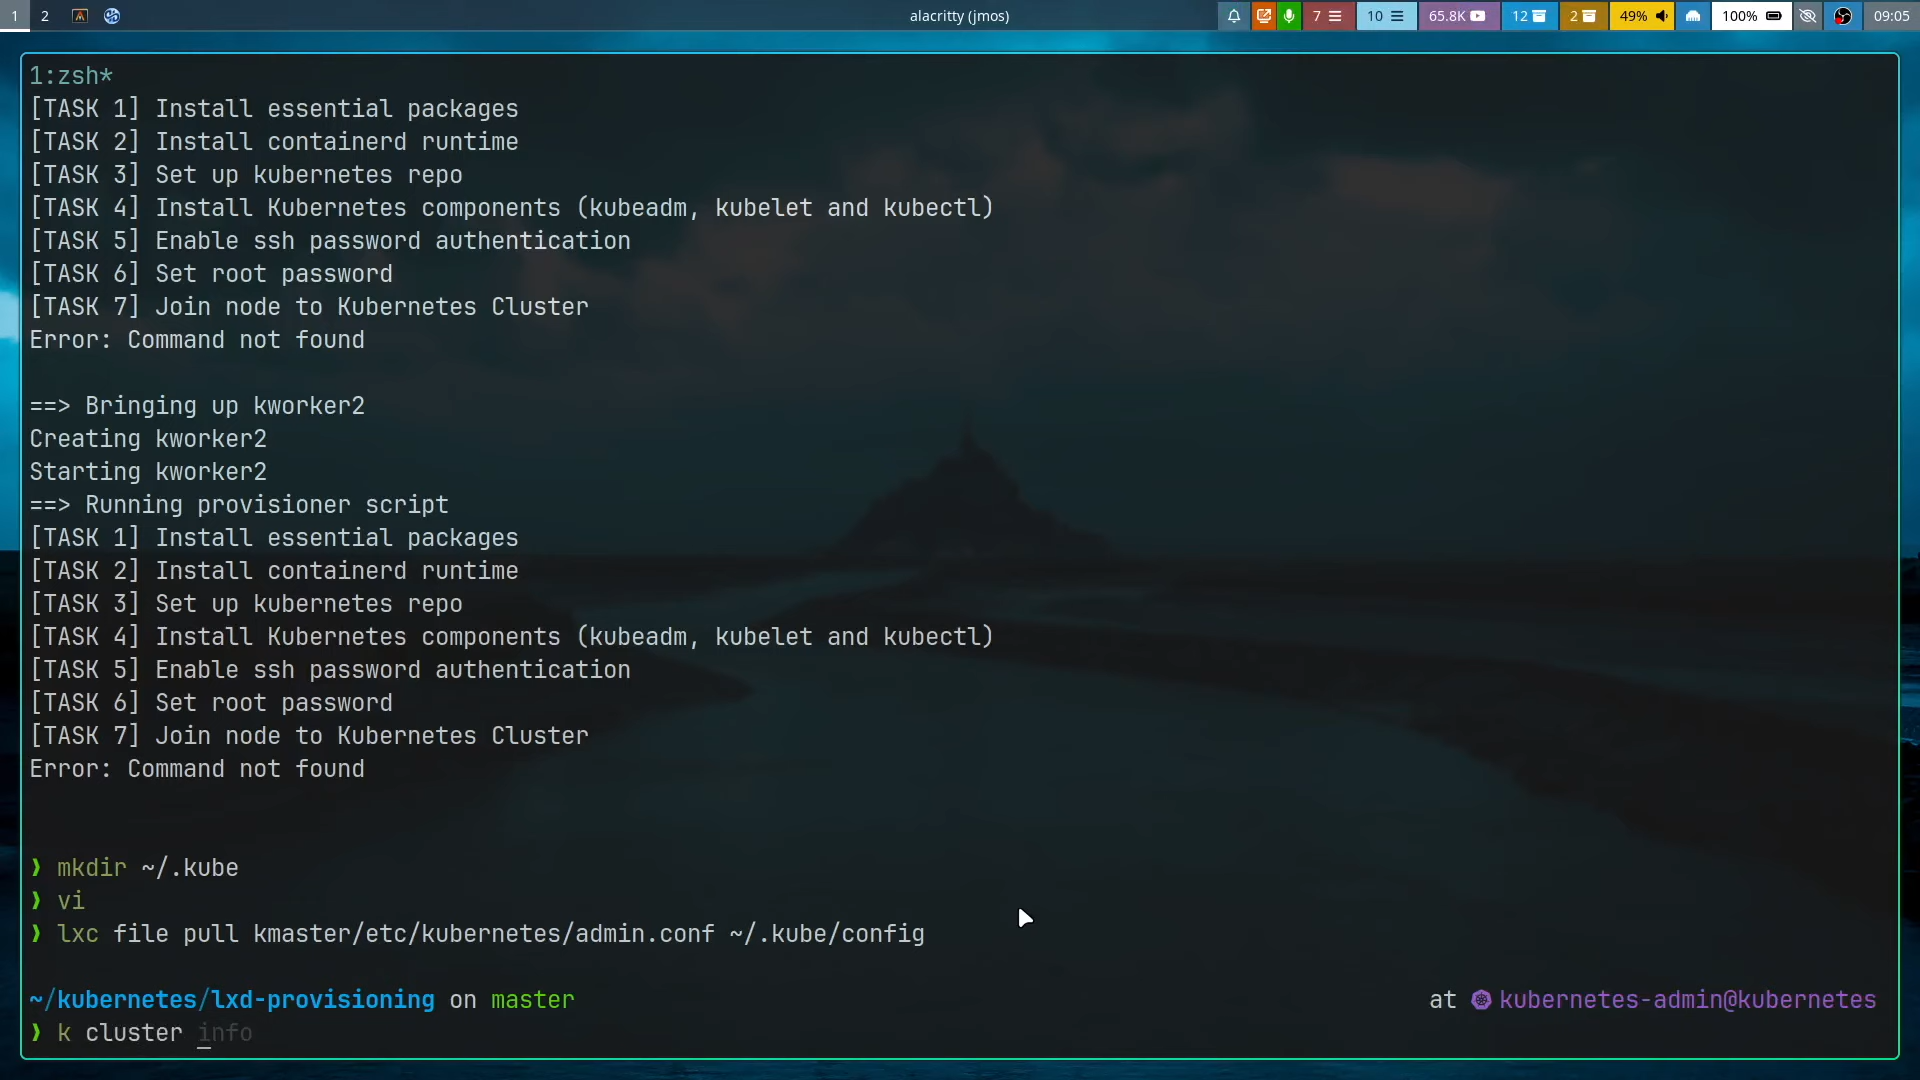 1 2 alacritty (jmos) 7 10 65.8K 12 2 49% 100% 09:05
1:zsh*
[TASK 1] Install essential packages
[TASK 2] Install containerd runtime
[TASK 3] Set up kubernetes repo
[TASK 4] Install Kubernetes components (kubeadm, kubelet and kubectl)
[TASK 5] Enable ssh password authentication
[TASK 6] Set root password
[TASK 7] Join node to Kubernetes Cluster
Error: Command not found
==> Bringing up kworker2
Creating kworker2
Starting kworker2
==> Running provisioner script
[TASK 1] Install essential packages
[TASK 2] Install containerd runtime
[TASK 3] Set up kubernetes repo
[TASK 4] Install Kubernetes components (kubeadm, kubelet and kubectl)
[TASK 5] Enable ssh password authentication
[TASK 6] Set root password
[TASK 7] Join node to Kubernetes Cluster
Error: Command not found
❯ mkdir ~/.kube
❯ vi
❯ lxc file pull kmaster/etc/kubernetes/admin.conf ~/.kube/config
~/kubernetes/lxd-provisioning on master at kubernetes-admin@kubernetes
❯ k cluster info